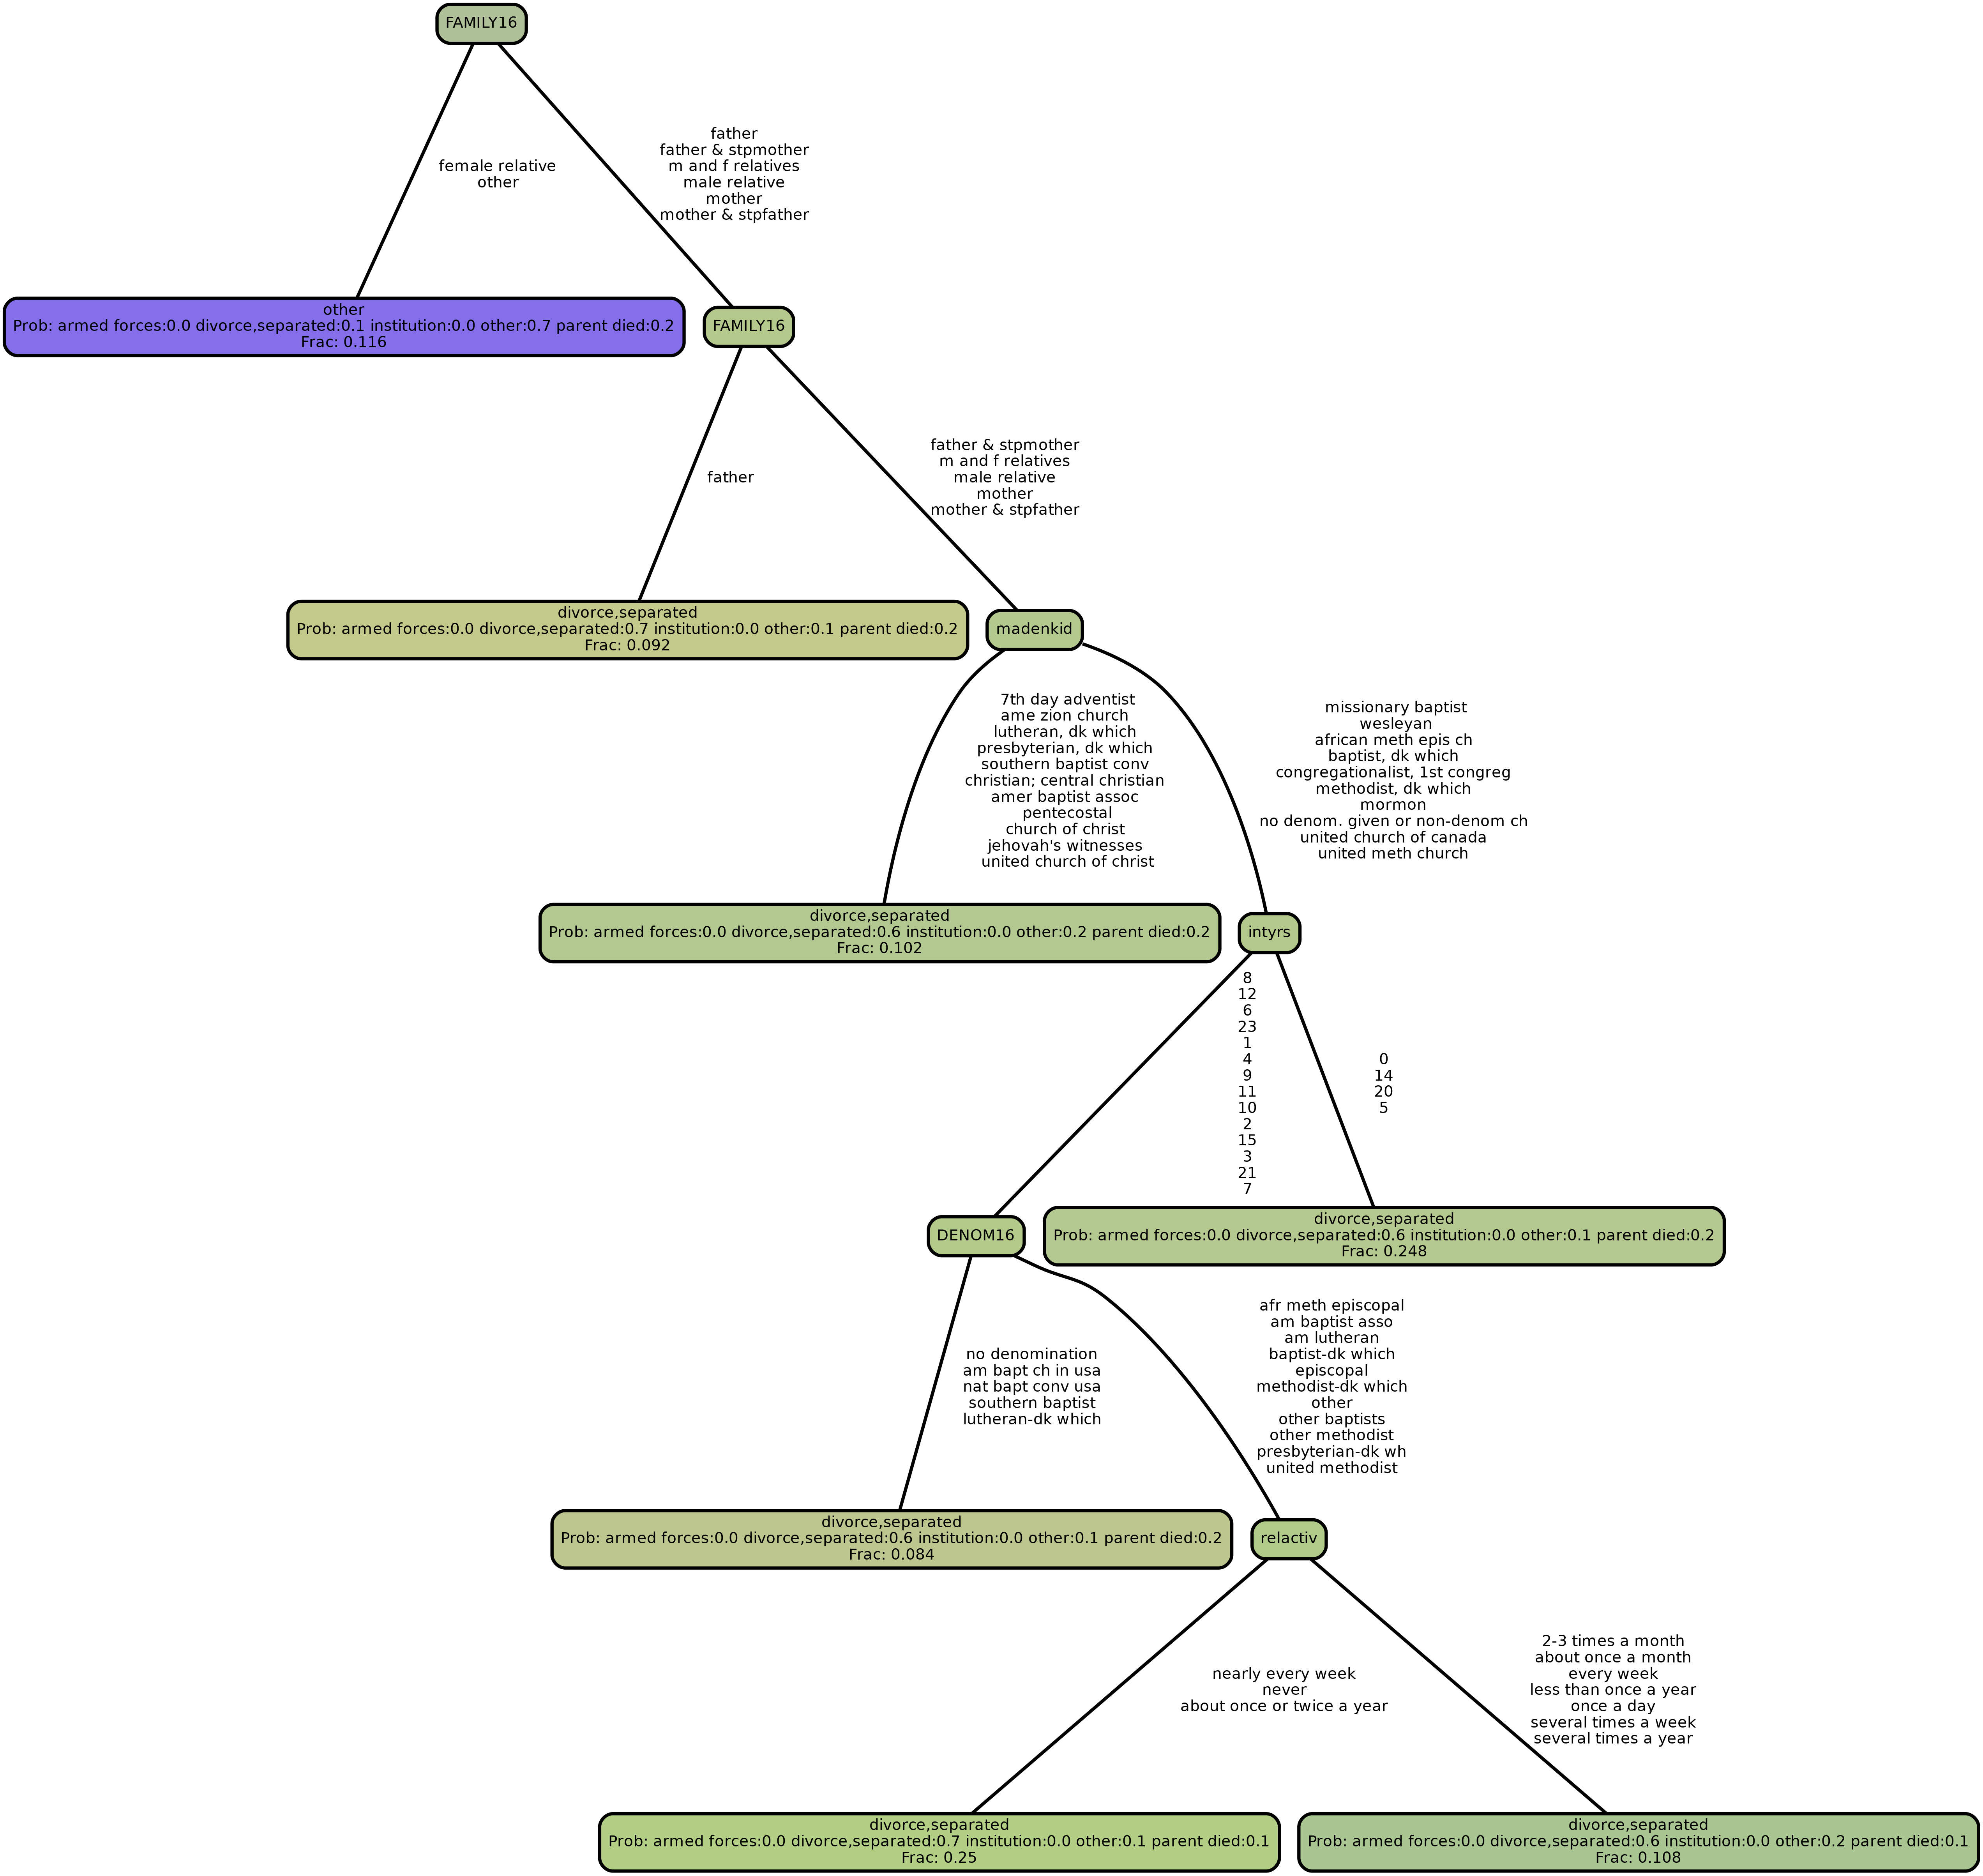 FAMILY16
female relative
other
father
father & stpmother
m and f relatives
male relative
mother
mother & stpfather
other
Prob: armed forces:0.0 divorce,separated:0.1 institution:0.0 other:0.7 parent died:0.2
Frac: 0.116
FAMILY16
father
father & stpmother
m and f relatives
male relative
mother
mother & stpfather
divorce,separated
Prob: armed forces:0.0 divorce,separated:0.7 institution:0.0 other:0.1 parent died:0.2
Frac: 0.092
madenkid
7th day adventist
ame zion church
lutheran, dk which
presbyterian, dk which
southern baptist conv
christian; central christian
amer baptist assoc
pentecostal
church of christ
jehovah's witnesses
united church of christ
missionary baptist
wesleyan
african meth epis ch
baptist, dk which
congregationalist, 1st congreg
methodist, dk which
mormon
no denom. given or non-denom ch
united church of canada
united meth church
divorce,separated
Prob: armed forces:0.0 divorce,separated:0.6 institution:0.0 other:0.2 parent died:0.2
Frac: 0.102
intyrs
8
12
6
23
1
4
9
11
10
2
15
3
21
7
0
14
20
5
DENOM16
divorce,separated
Prob: armed forces:0.0 divorce,separated:0.6 institution:0.0 other:0.1 parent died:0.2
Frac: 0.248
no denomination
am bapt ch in usa
nat bapt conv usa
southern baptist
lutheran-dk which
afr meth episcopal
am baptist asso
am lutheran
baptist-dk which
episcopal
methodist-dk which
other
other baptists
other methodist
presbyterian-dk wh
united methodist
divorce,separated
Prob: armed forces:0.0 divorce,separated:0.6 institution:0.0 other:0.1 parent died:0.2
Frac: 0.084
relactiv
nearly every week
never
about once or twice a year
2-3 times a month
about once a month
every week
less than once a year
once a day
several times a week
several times a year
divorce,separated
Prob: armed forces:0.0 divorce,separated:0.7 institution:0.0 other:0.1 parent died:0.1
Frac: 0.25
divorce,separated
Prob: armed forces:0.0 divorce,separated:0.6 institution:0.0 other:0.2 parent died:0.1
Frac: 0.108